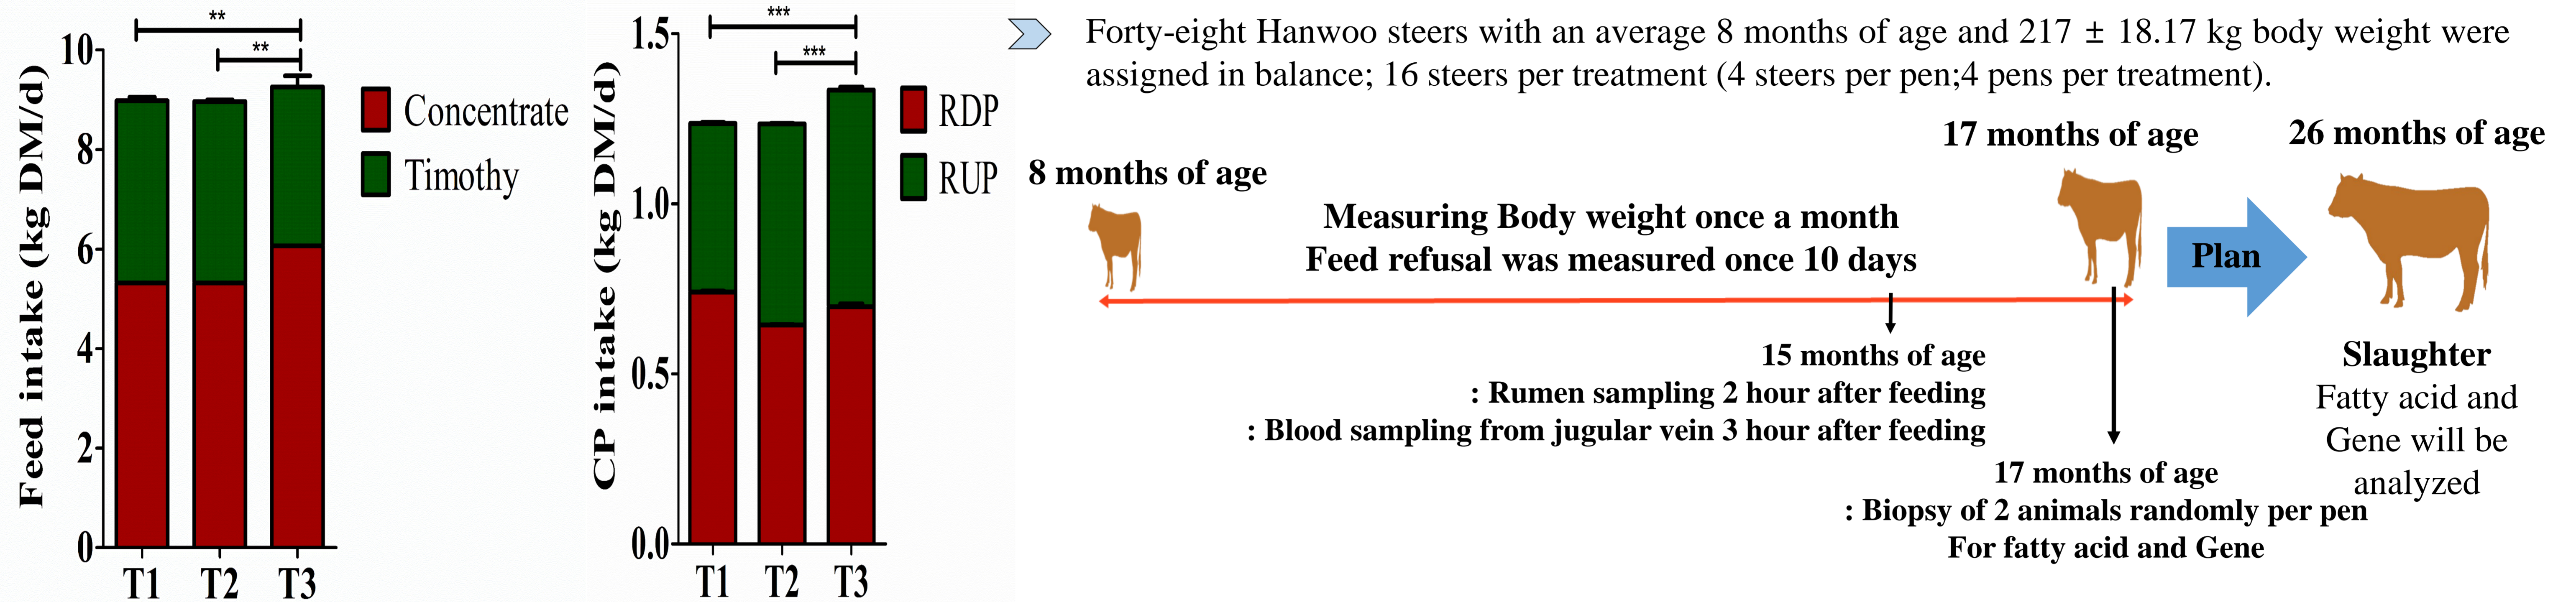 **
**
10
8
6
4
2
0
Feed intake (kg DM/d)
T1 T2 T3
Concentrate
Timothy
***
***
1.5
1.0
0.5
0.0
CP intake (kg DM/d)
T1 T2 T3
RDP
RUP
Forty-eight Hanwoo steers with an average 8 months of age and 217 ± 18.17 kg body weight were
assigned in balance; 16 steers per treatment (4 steers per pen;4 pens per treatment).
8 months of age
17 months of age
26 months of age
Measuring Body weight once a month
Feed refusal was measured once 10 days
Plan
15 months of age
: Rumen sampling 2 hour after feeding
: Blood sampling from jugular vein 3 hour after feeding
17 months of age
: Biopsy of 2 animals randomly per pen
For fatty acid and Gene
Slaughter
Fatty acid and
Gene will be
analyzed